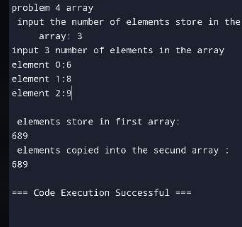 problem 4 array
input the number of elements store in the
array: 3
input 3 number of elements in the array
element 0:6
element 1:8
element 2:9
elements store in first array:
689
elements copied into the secund array :
689
=== Code Execution Successful ===